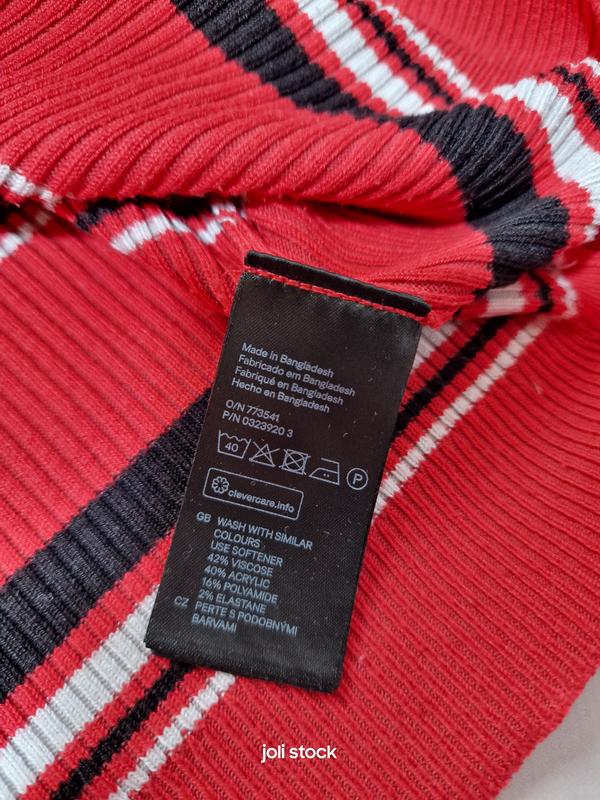 Made in Bangladesh
Fabricado em Bangladesh
Fabriqué en Bangladesh
Hecho en Bangladesh
O/N 773541
P/N 0323920 3
40
P
clevercare.info
GB WASH WITH SIMILAR
COLOURS
USE SOFTENER
42% VISCOSE
40% ACRYLIC
16% POLYAMIDE
2% ELASTANE
CZ PERTE S PODOBNÝMI
BARVAMI
joli stock